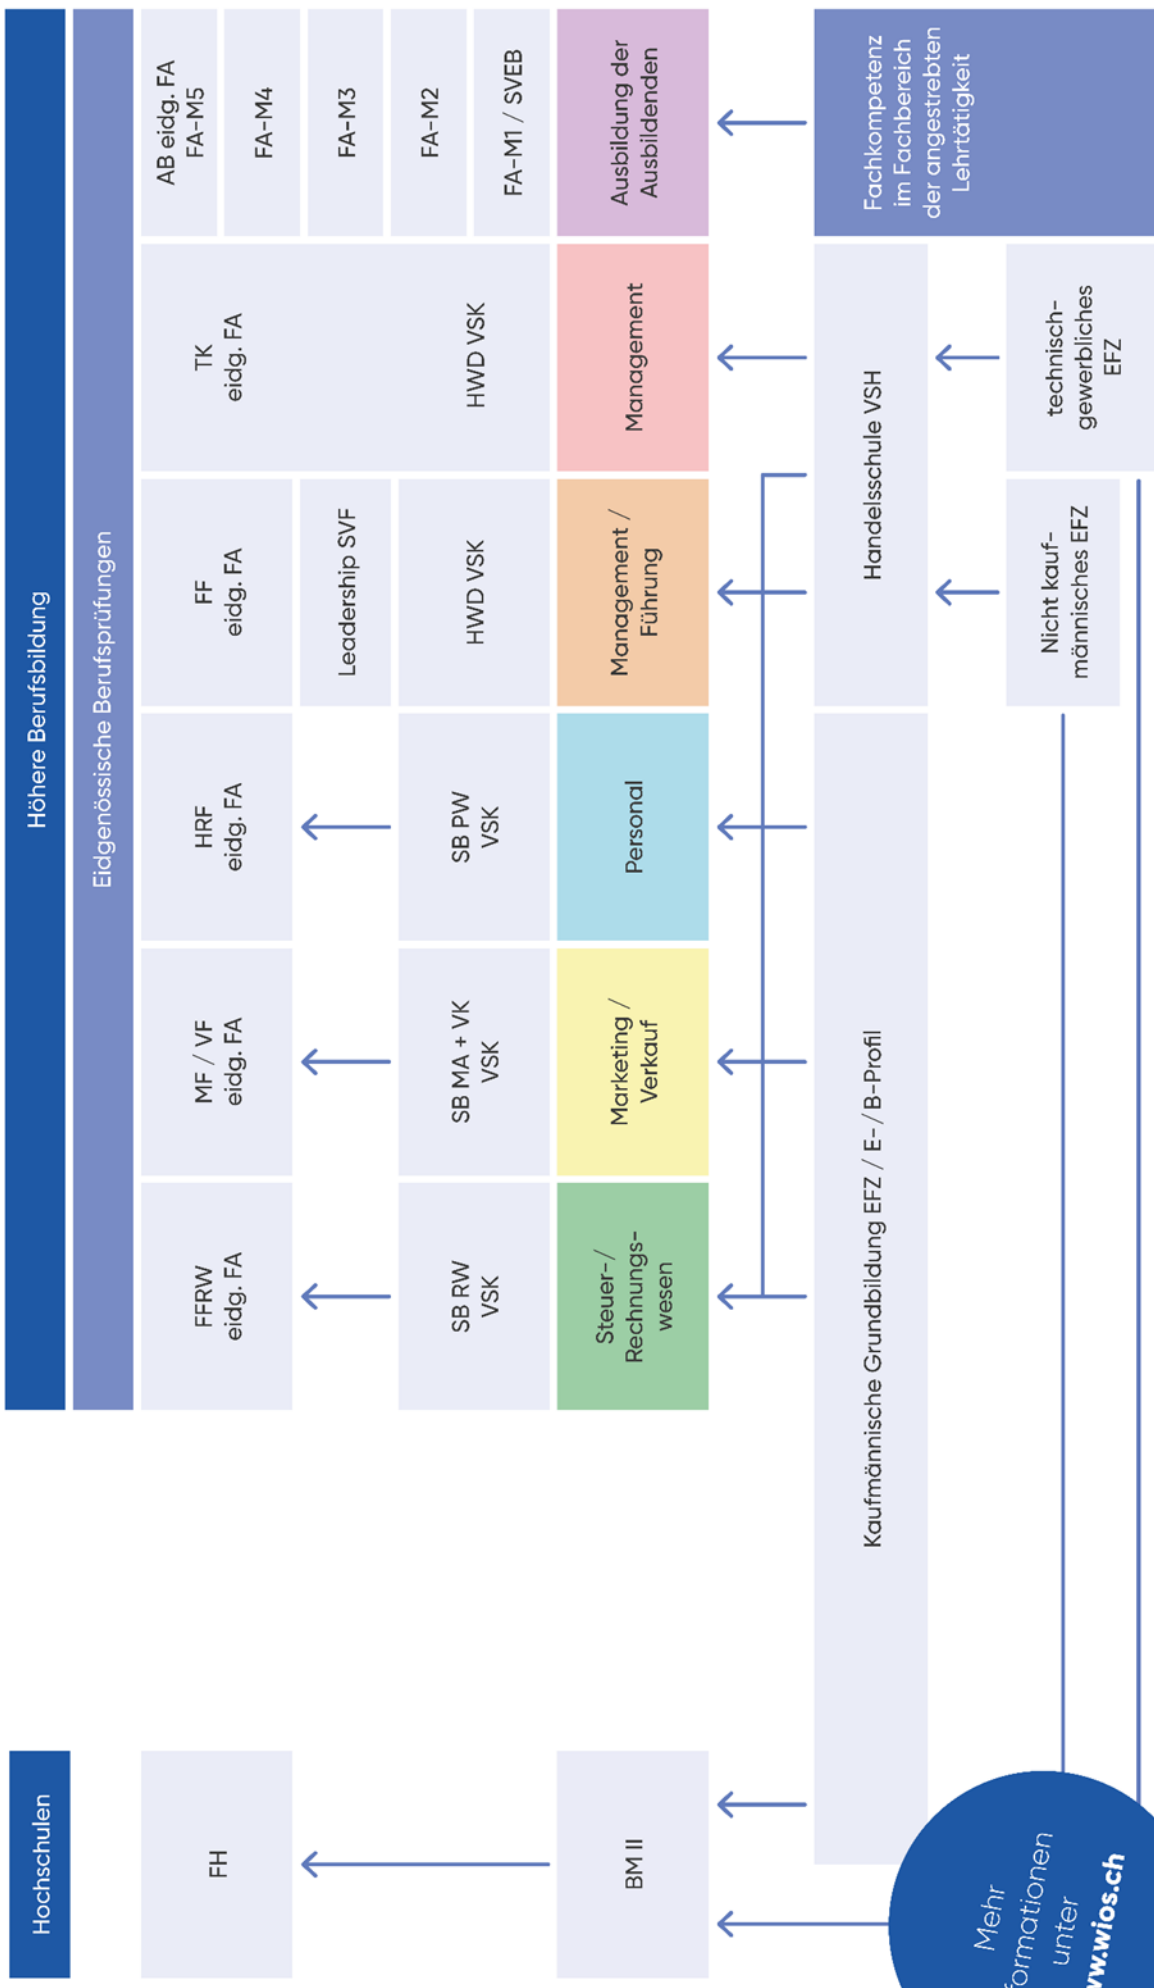 Hochschulen
Höhere Berufsbildung
Eidgenössische Berufsprüfungen
FH
FFRW
eidg. FA
MF / VF
eidg. FA
HRF
eidg. FA
FF
eidg. FA
TK
eidg. FA
AB eidg. FA
FA-M5
FA-M4
FA-M3
FA-M2
FA-M1 / SVEB
Leadership SVF
SB RW
VSK
SB MA + VK
VSK
SB PW
VSK
HWD VSK
HWD VSK
BM II
Steuer-/
Rechnungs-
wesen
Marketing /
Verkauf
Personal
Management /
Führung
Management
Ausbildung der
Ausbildenden
Kaufmännische Grundbildung EFZ / E- / B-Profil
Handelsschule VSH
Fachkompetenz
im Fachbereich
der angestrebten
Lehrtätigkeit
Nicht kauf-
männisches EFZ
technisch-
gewerbliches
EFZ
Mehr
formationen
unter
ww.wios.ch